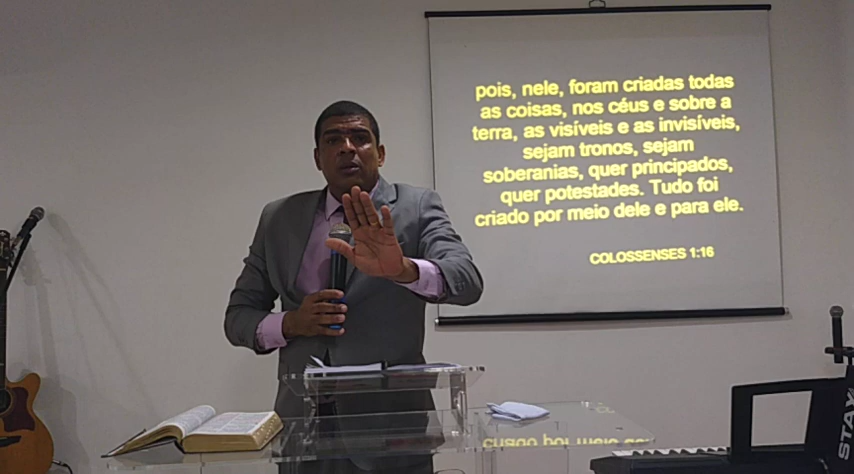 pois, nele, foram criadas todas
as coisas, nos céus e sobre a
terra, as visíveis e as invisíveis,
sejam tronos, sejam
soberanias, quer principados,
quer potestades. Tudo foi
criado por meio dele e para ele.
COLOSSENSES 1:16
STAY